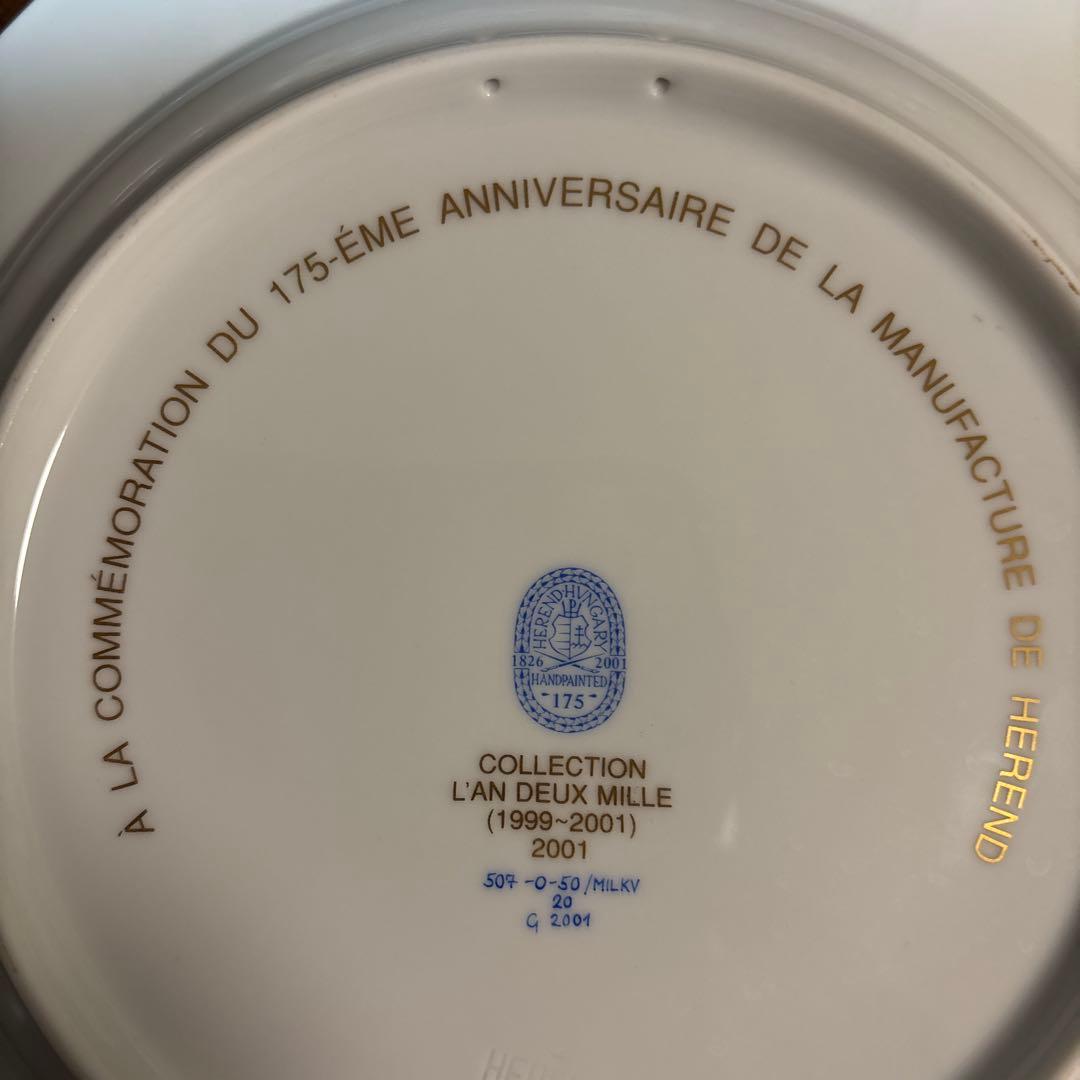 À LA COMMÉMORATION DU 175-ÉME ANNIVERSAIRE DE LA MANUFACTURE DE HEREND
HEREND HVNGARY
1826 2001
HANDPAINTED
175
COLLECTION
L'AN DEUX MILLE
(1999~2001)
2001
507-0-50/MILKV
20
G 2001